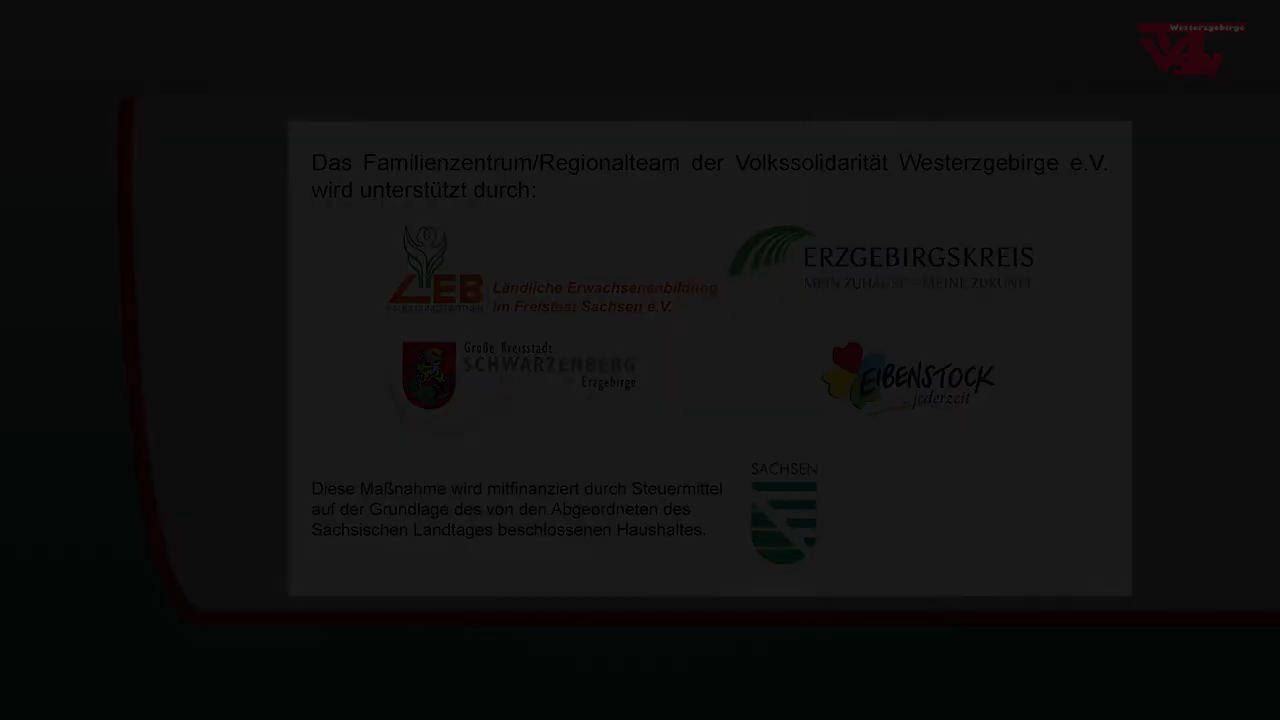 Westerzgebirge
Das Familienzentrum/Regionalteam der Volkssolidarität Westerzgebirge e.V.
wird unterstützt durch:
LEB
Ländliche Erwachsenenbildung
im Freistaat Sachsen e.V.
ERZGEBIRGSKREIS
MEIN ZUHAUSE – MEINE ZUKUNFT
Große Kreisstadt
SCHWARZENBERG
Erzgebirge
EIBENSTOCK
jederzeit
SACHSEN
Diese Maßnahme wird mitfinanziert durch Steuermittel
auf der Grundlage des von den Abgeordneten des
Sächsischen Landtages beschlossenen Haushaltes.